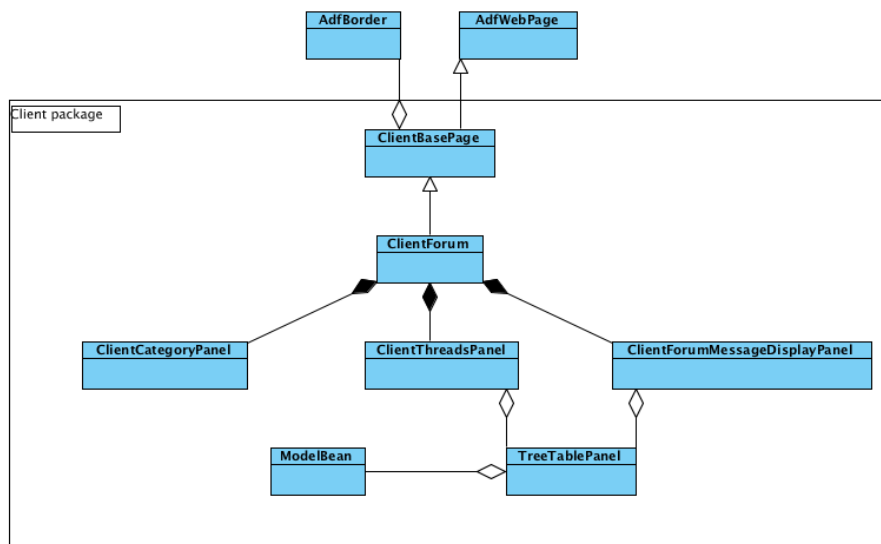 AdfBorder
AdfWebPage
Client package
ClientBasePage
ClientForum
ClientCategoryPanel
ClientThreadsPanel
ClientForumMessageDisplayPanel
ModelBean
TreeTablePanel